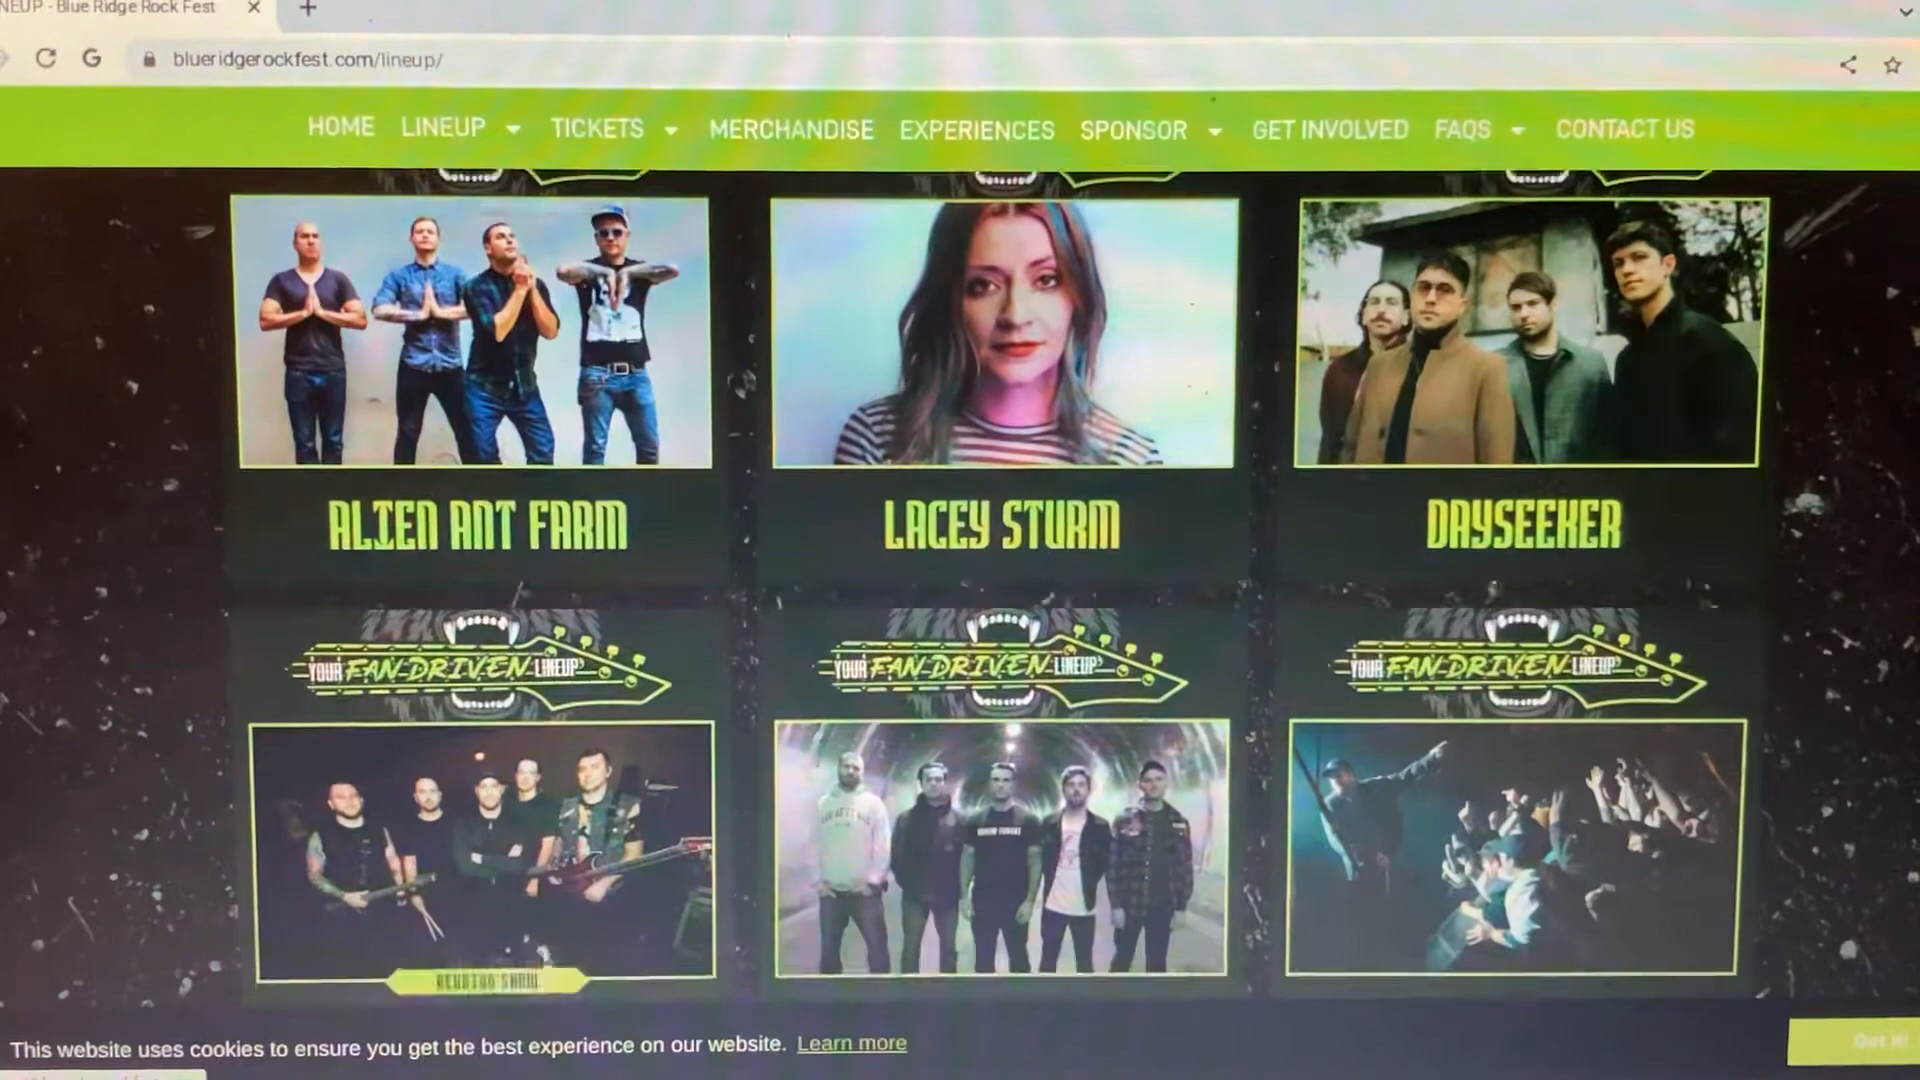 NEUP - Blue Ridge Rock Fest
blueridgerockfest.com/lineup/
HOME LINEUP TICKETS MERCHANDISE EXPERIENCES SPONSOR GET INVOLVED FAQS CONTACT US
ALIEN ANT FARM LACEY STURM DAYSEEKER
YOUR FAN-DRIVEN LINEUP YOUR FAN-DRIVEN LINEUP YOUR FAN-DRIVEN LINEUP
This website uses cookies to ensure you get the best experience on our website. Learn more
Got it!